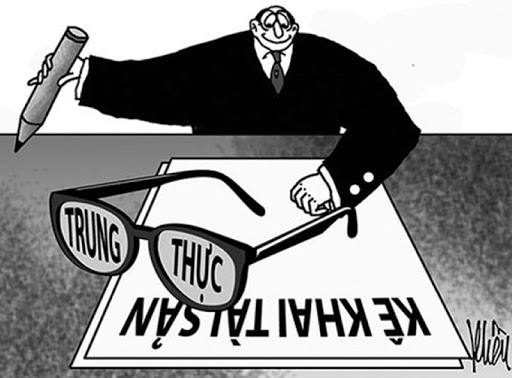 TRUNG
THỰC
KÊ KHAI TÀI SẢN